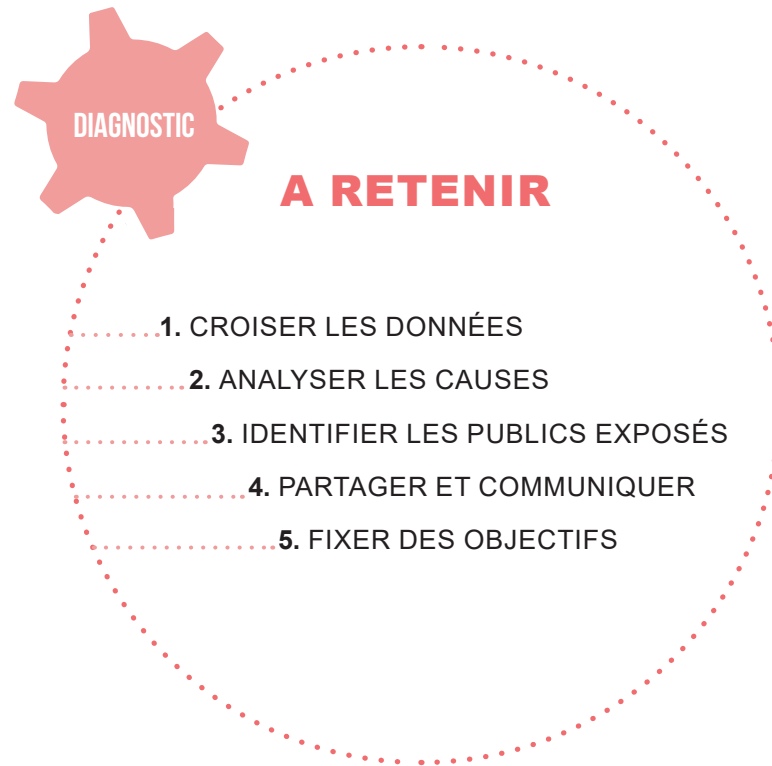 DIAGNOSTIC
A RETENIR
1. CROISER LES DONNÉES
2. ANALYSER LES CAUSES
3. IDENTIFIER LES PUBLICS EXPOSÉS
4. PARTAGER ET COMMUNIQUER
5. FIXER DES OBJECTIFS